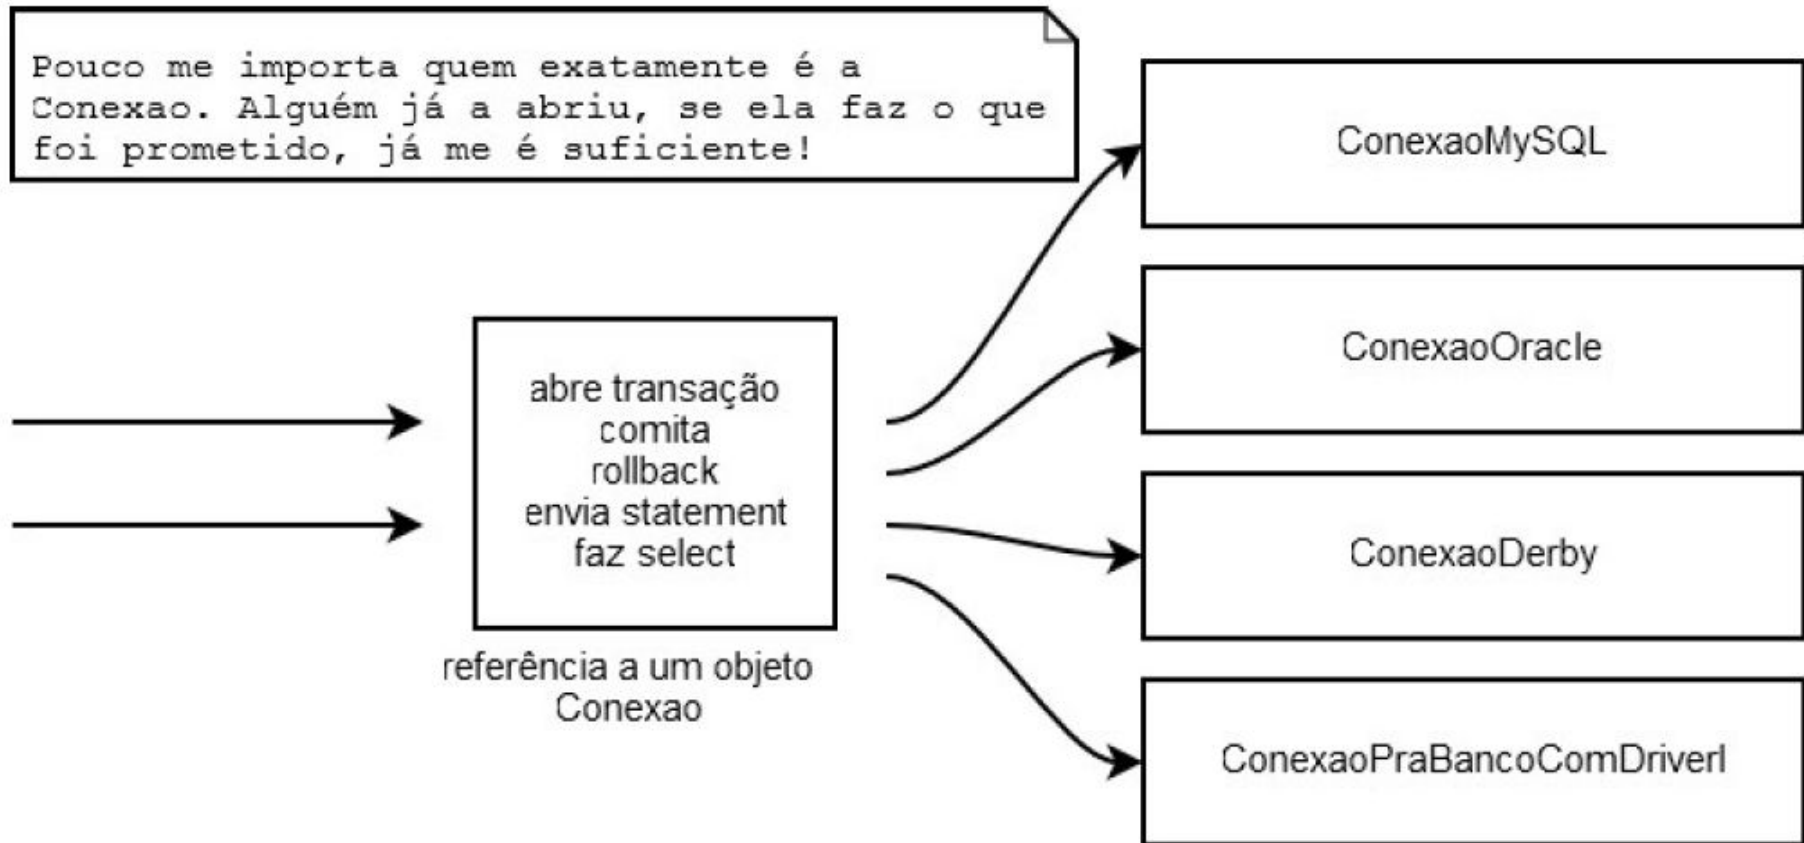 Pouco me importa quem exatamente é a
Conexao. Alguém já a abriu, se ela faz o que
foi prometido, já me é suficiente!
ConexaoMySQL
ConexaoOracle
abre transação
comita
rollback
envia statement
faz select
ConexaoDerby
referência a um objeto
Conexao
ConexaoPraBancoComDriverI